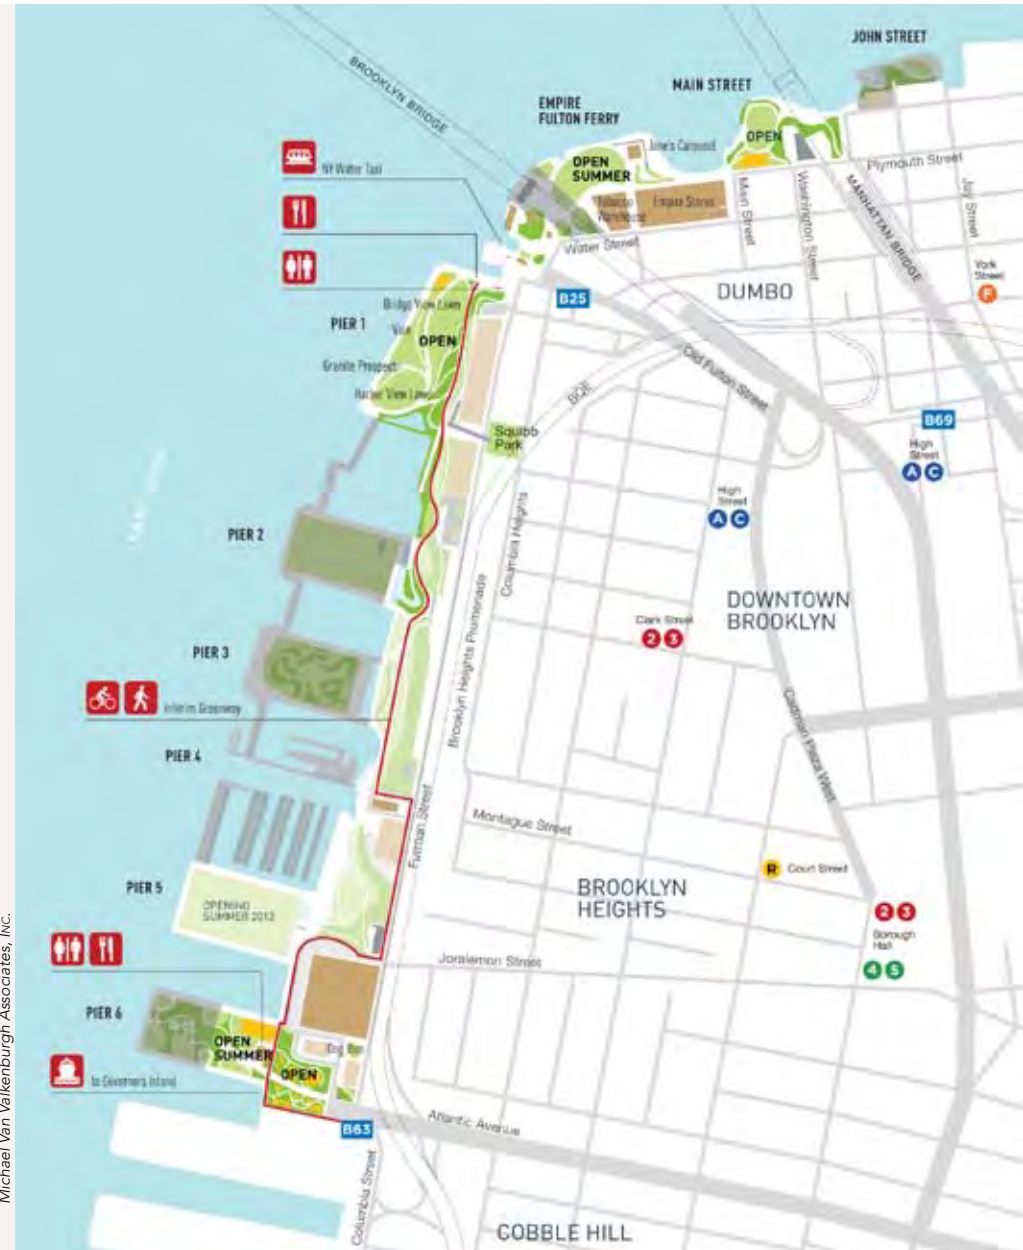 JOHN STREET
MAIN STREET
BROOKLYN BRIDGE
EMPIRE
FULTON FERRY
OPEN
Jane's Carousel
OPEN
SUMMER
Plymouth Street
NY Water Taxi
Tobacco
Warehouse
Empire Stores
Main Street
Washington Street
MANHATTAN BRIDGE
Jay Street
Water Street
York
Street
F
B25
DUMBO
Bridge View Lawn
PIER 1
OPEN
Granite Prospect
Harbor View Lawn
Old Fulton Street
BQE
Squibb
Park
B69
High
Street
A C
High
Street
A C
PIER 2
Columbia Heights
DOWNTOWN
BROOKLYN
Clark Street
2 3
PIER 3
Brooklyn Heights Promenade
Interim Greenway
PIER 4
Cadman Plaza West
Furman Street
Montague Street
R Court Street
PIER 5
OPENING
SUMMER 2012
BROOKLYN
HEIGHTS
2 3
Borough
Hall
4 5
Joralemon Street
PIER 6
OPEN
SUMMER
OPEN
to Governors Island
B63
Atlantic Avenue
Columbia Street
COBBLE HILL
Michael Van Valkenburgh Associates, INC.